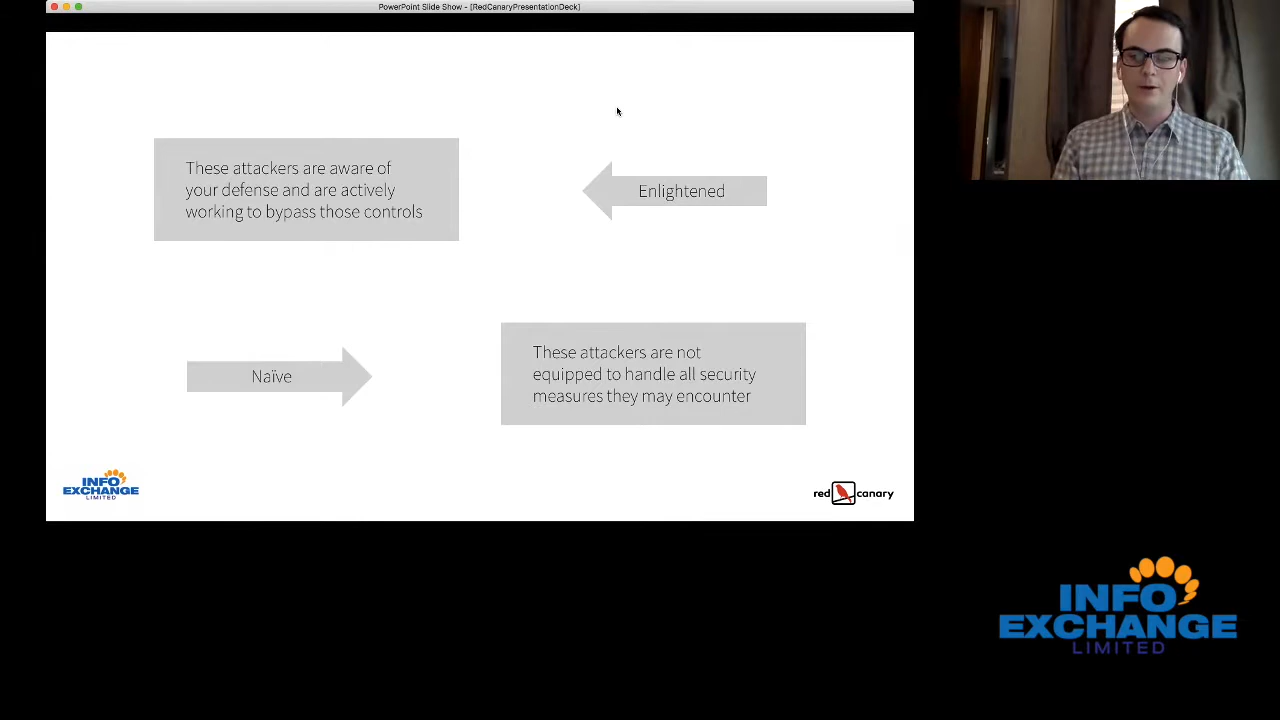 PowerPoint Slide Show - [RedCanaryPresentationDeck]
These attackers are aware of
your defense and are actively
working to bypass those controls
Enlightened
Naïve
These attackers are not
equipped to handle all security
measures they may encounter
INFO
EXCHANGE
LIMITED
red canary
INFO
EXCHANGE
LIMITED